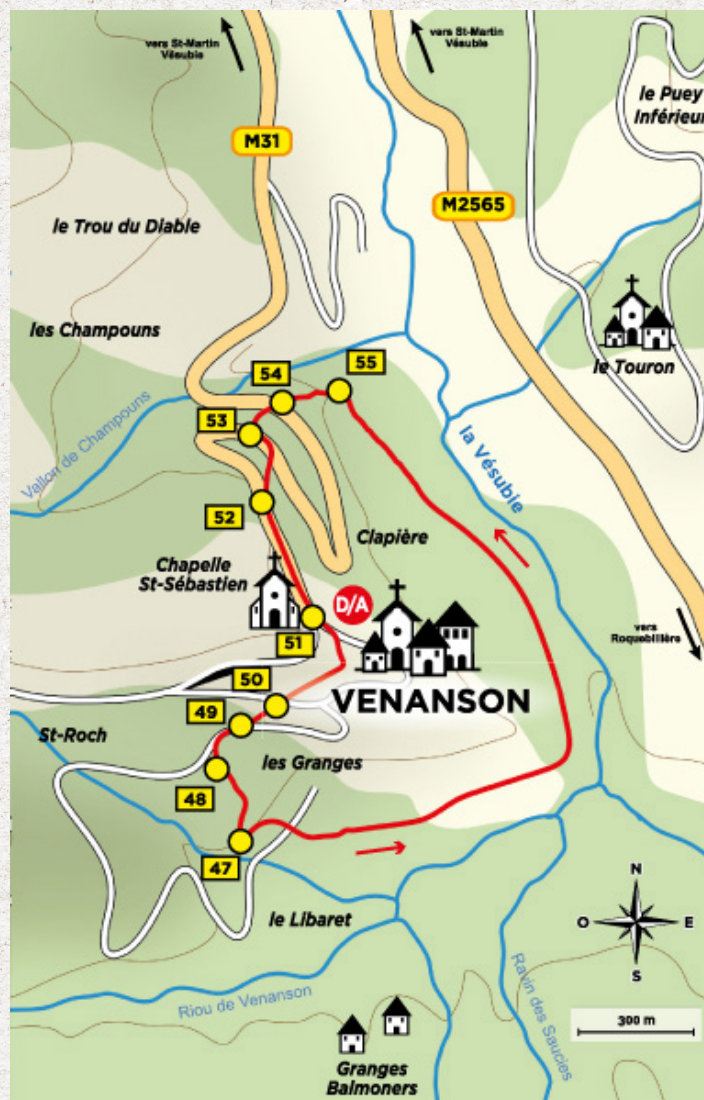 vers St-Martin
Vésubie
vers St-Martin
Vésubie
le Puey
Inférieur
M31
M2565
le Trou du Diable
les Champouns
le Touron
55
54
53
Vallon de Champouns
la Vésubie
52
Clapière
Chapelle
St-Sébastien
D/A
51
vers
Roquebillière
50
VENANSON
49
St-Roch
les Granges
48
47
N
O
E
S
le Libaret
Riou de Venanson
Ravin des Saucies
300 m
Granges
Balmoners